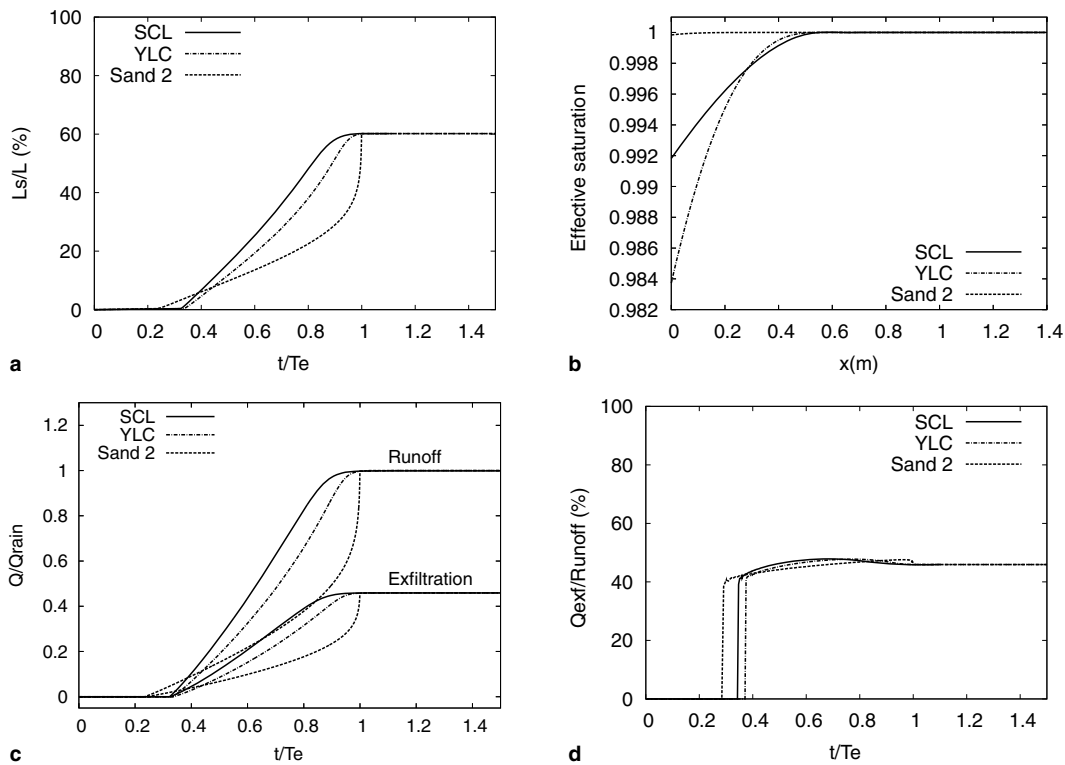 100
80
60
40
20
0
Ls/L (%)
SCL
YLC
Sand 2
0 0.2 0.4 0.6 0.8 1 1.2 1.4
t/Te
a
1
0.998
0.996
0.994
0.992
0.99
0.988
0.986
0.984
0.982
Effective saturation
SCL
YLC
Sand 2
0 0.2 0.4 0.6 0.8 1 1.2 1.4
x(m)
b
1.2
1
0.8
0.6
0.4
0.2
0
Q/Qrain
SCL
YLC
Sand 2
Runoff
Exfiltration
0 0.2 0.4 0.6 0.8 1 1.2 1.4
t/Te
c
100
80
60
40
20
0
Qexf/Runoff (%)
SCL
YLC
Sand 2
0 0.2 0.4 0.6 0.8 1 1.2 1.4
t/Te
d